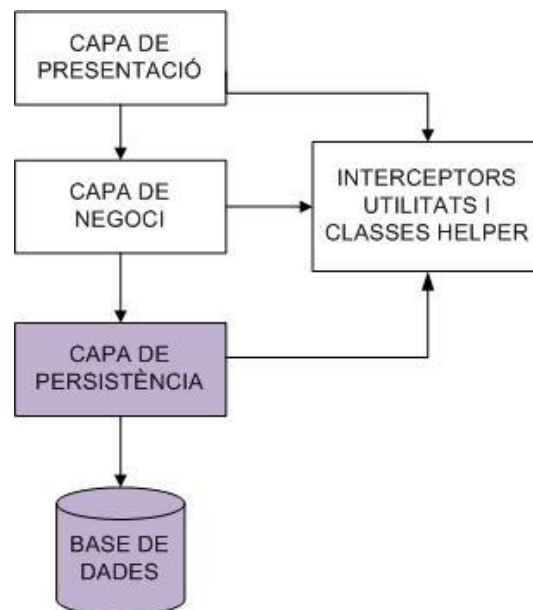 CAPA DE
PRESENTACIÓ
CAPA DE
NEGOCI
INTERCEPTORS
UTILITATS I
CLASSES HELPER
CAPA DE
PERSISTÈNCIA
BASE DE
DADES